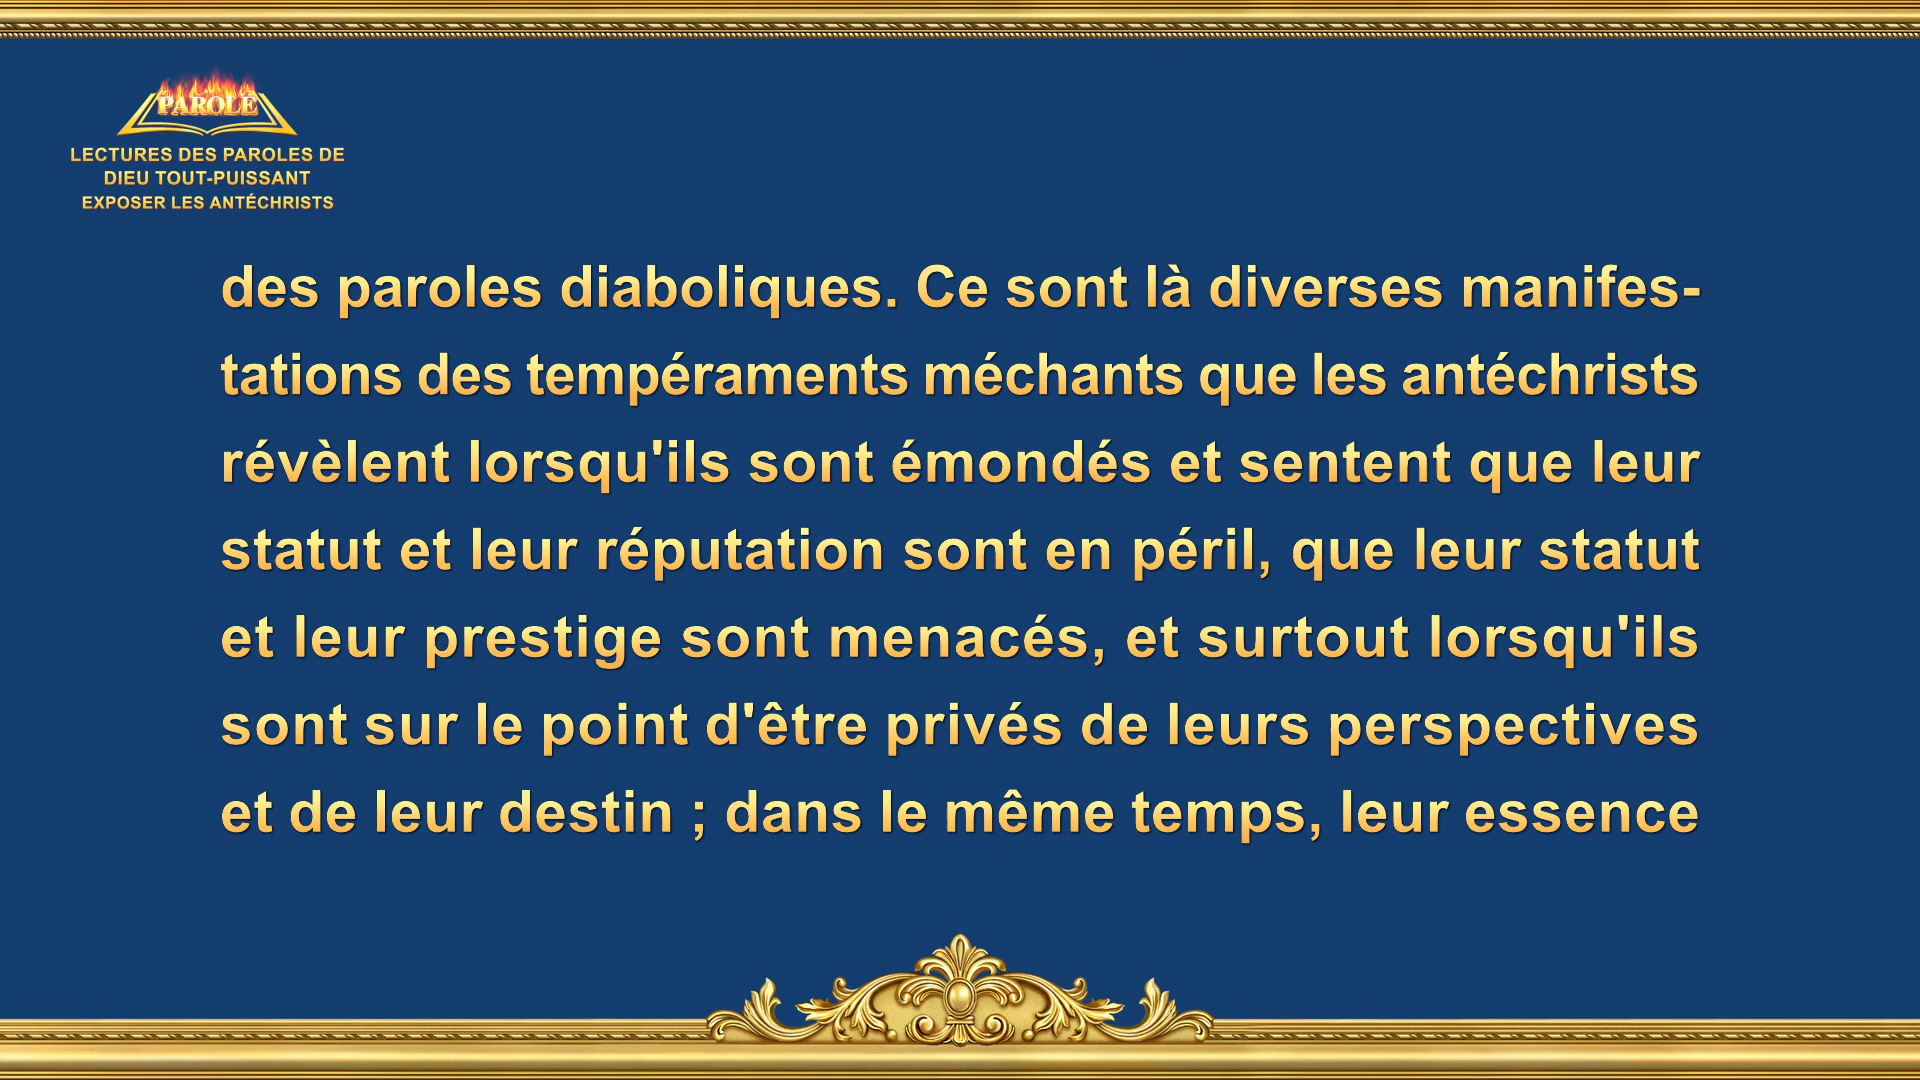 PAROLE
LECTURES DES PAROLES DE
DIEU TOUT-PUISSANT
EXPOSER LES ANTÉCHRISTS
des paroles diaboliques. Ce sont là diverses manifes-
tations des tempéraments méchants que les antéchrists
révèlent lorsqu'ils sont émondés et sentent que leur
statut et leur réputation sont en péril, que leur statut
et leur prestige sont menacés, et surtout lorsqu'ils
sont sur le point d'être privés de leurs perspectives
et de leur destin ; dans le même temps, leur essence